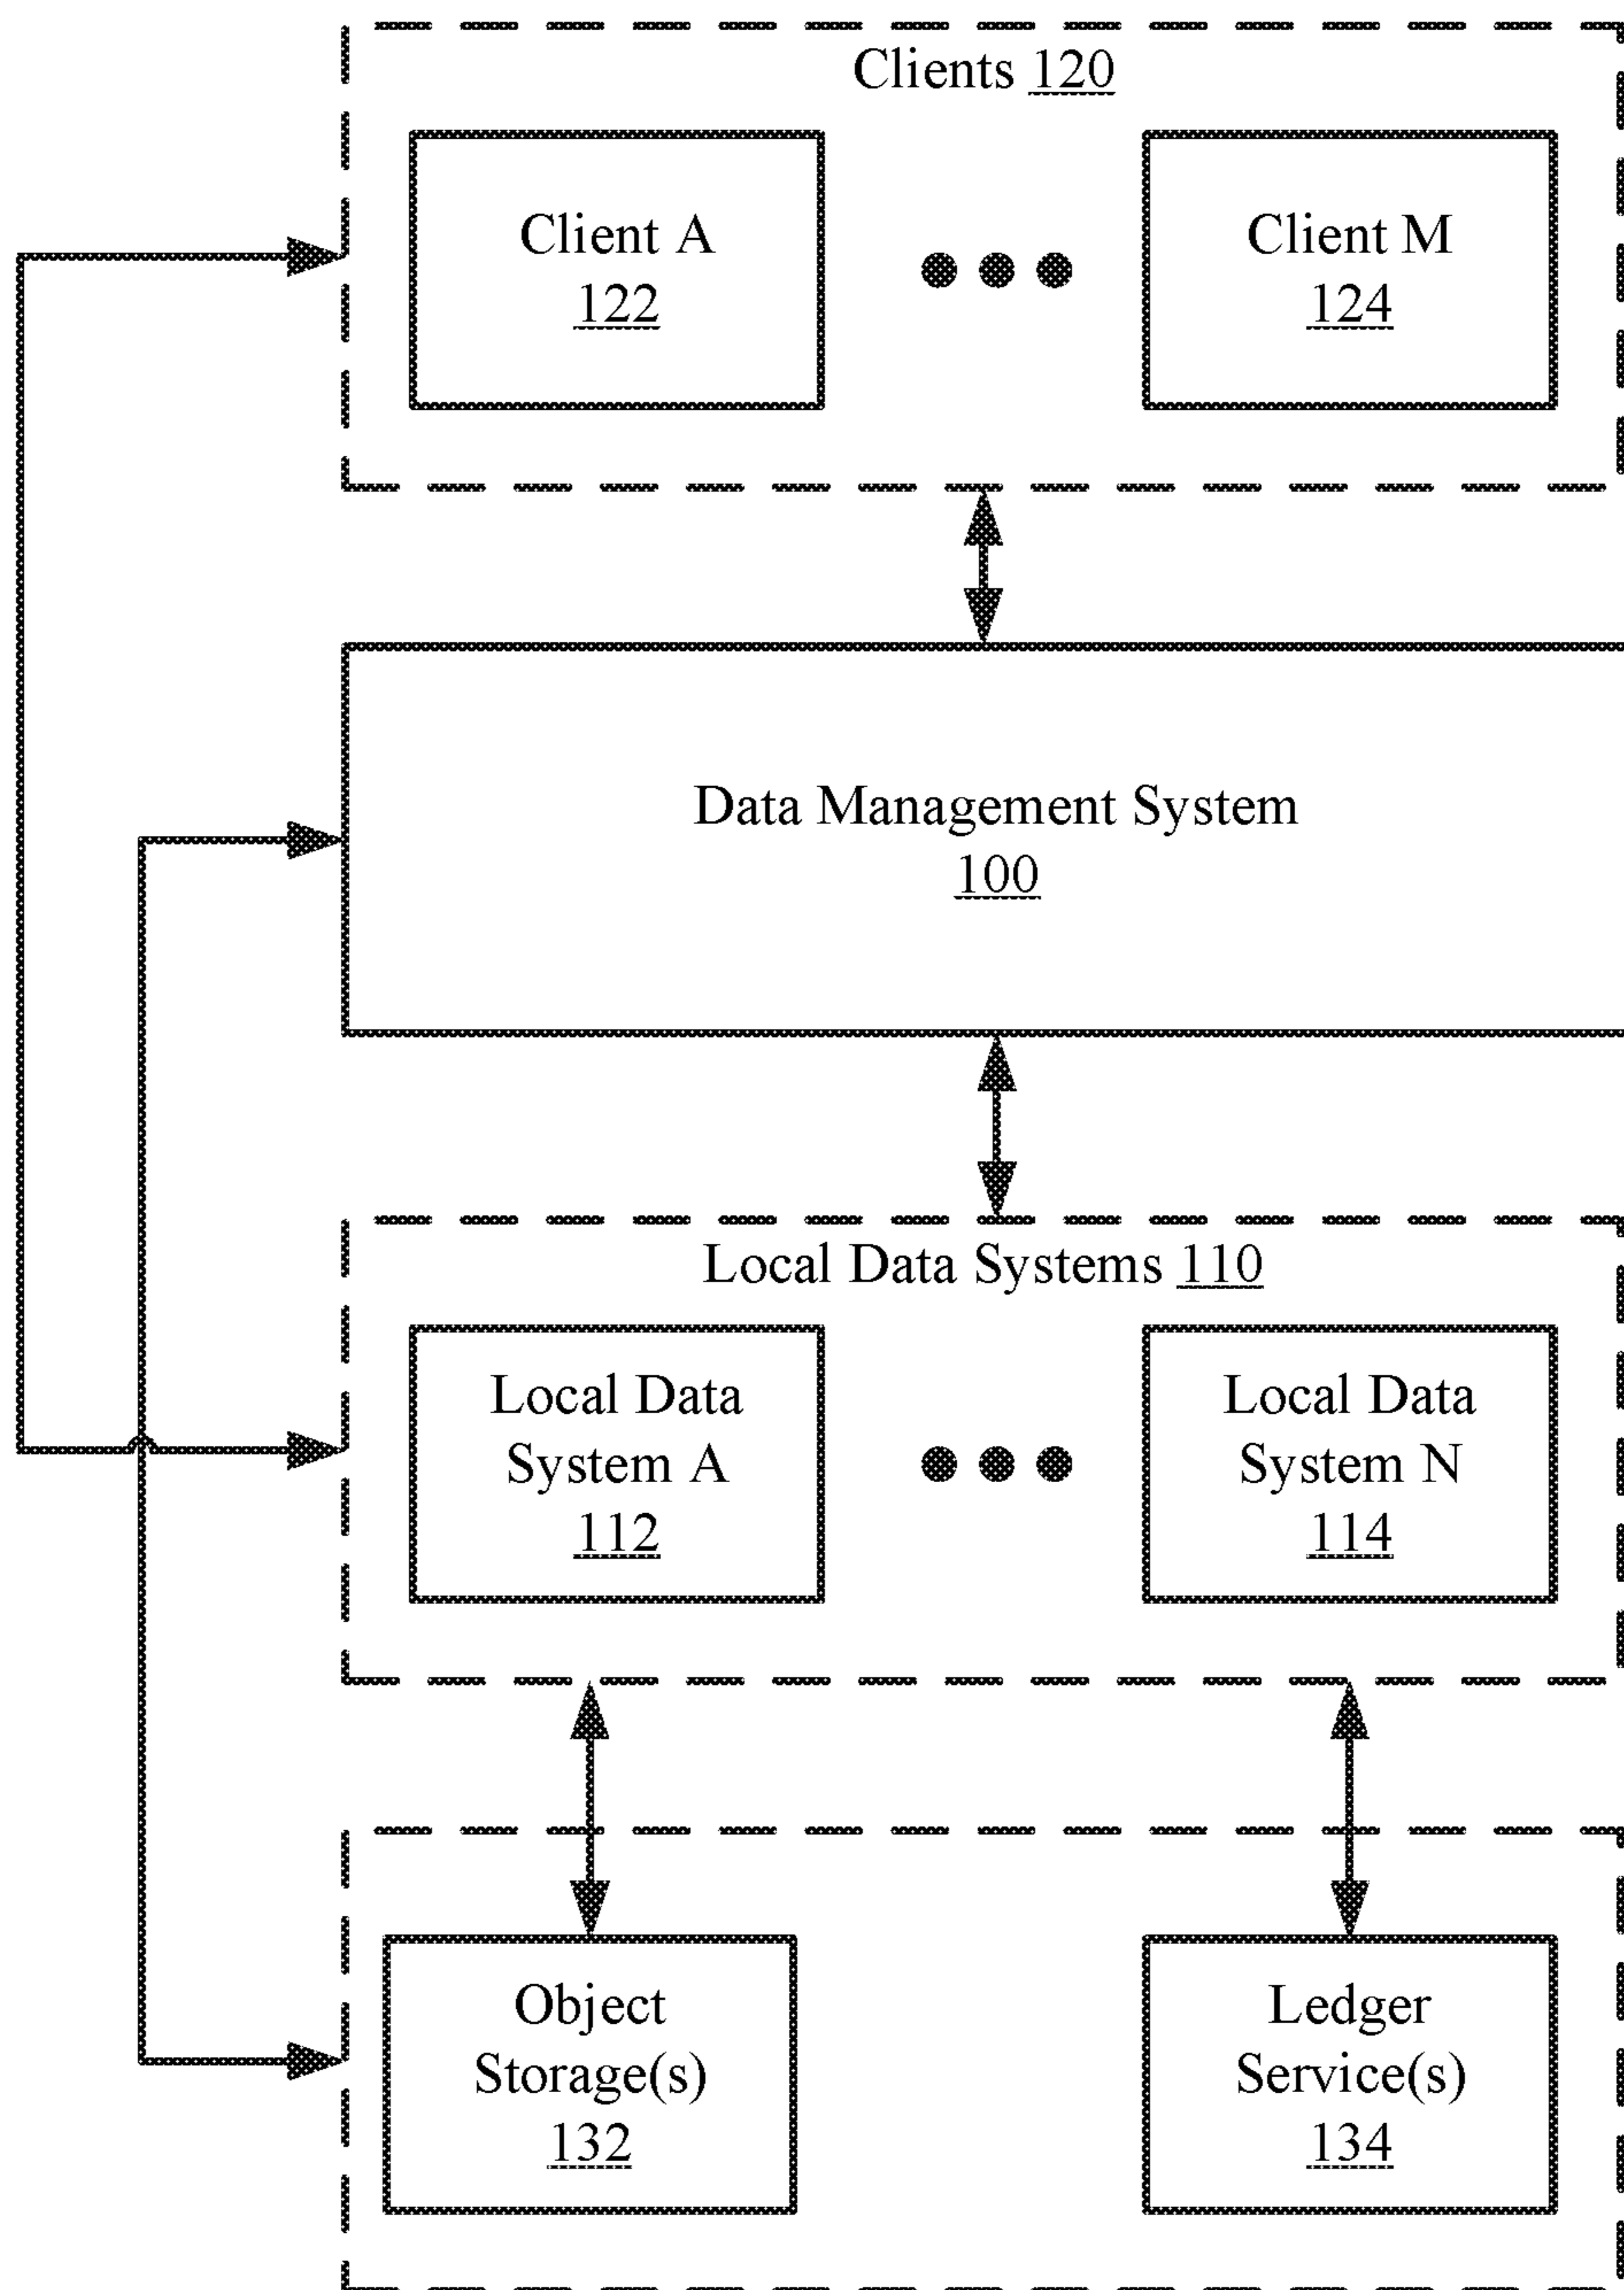 Clients 120
Client A
122
Client M
124
Data Management System
100
Local Data Systems 110
Local Data
System A
112
Local Data
System N
114
Object
Storage(s)
132
Ledger
Service(s)
134